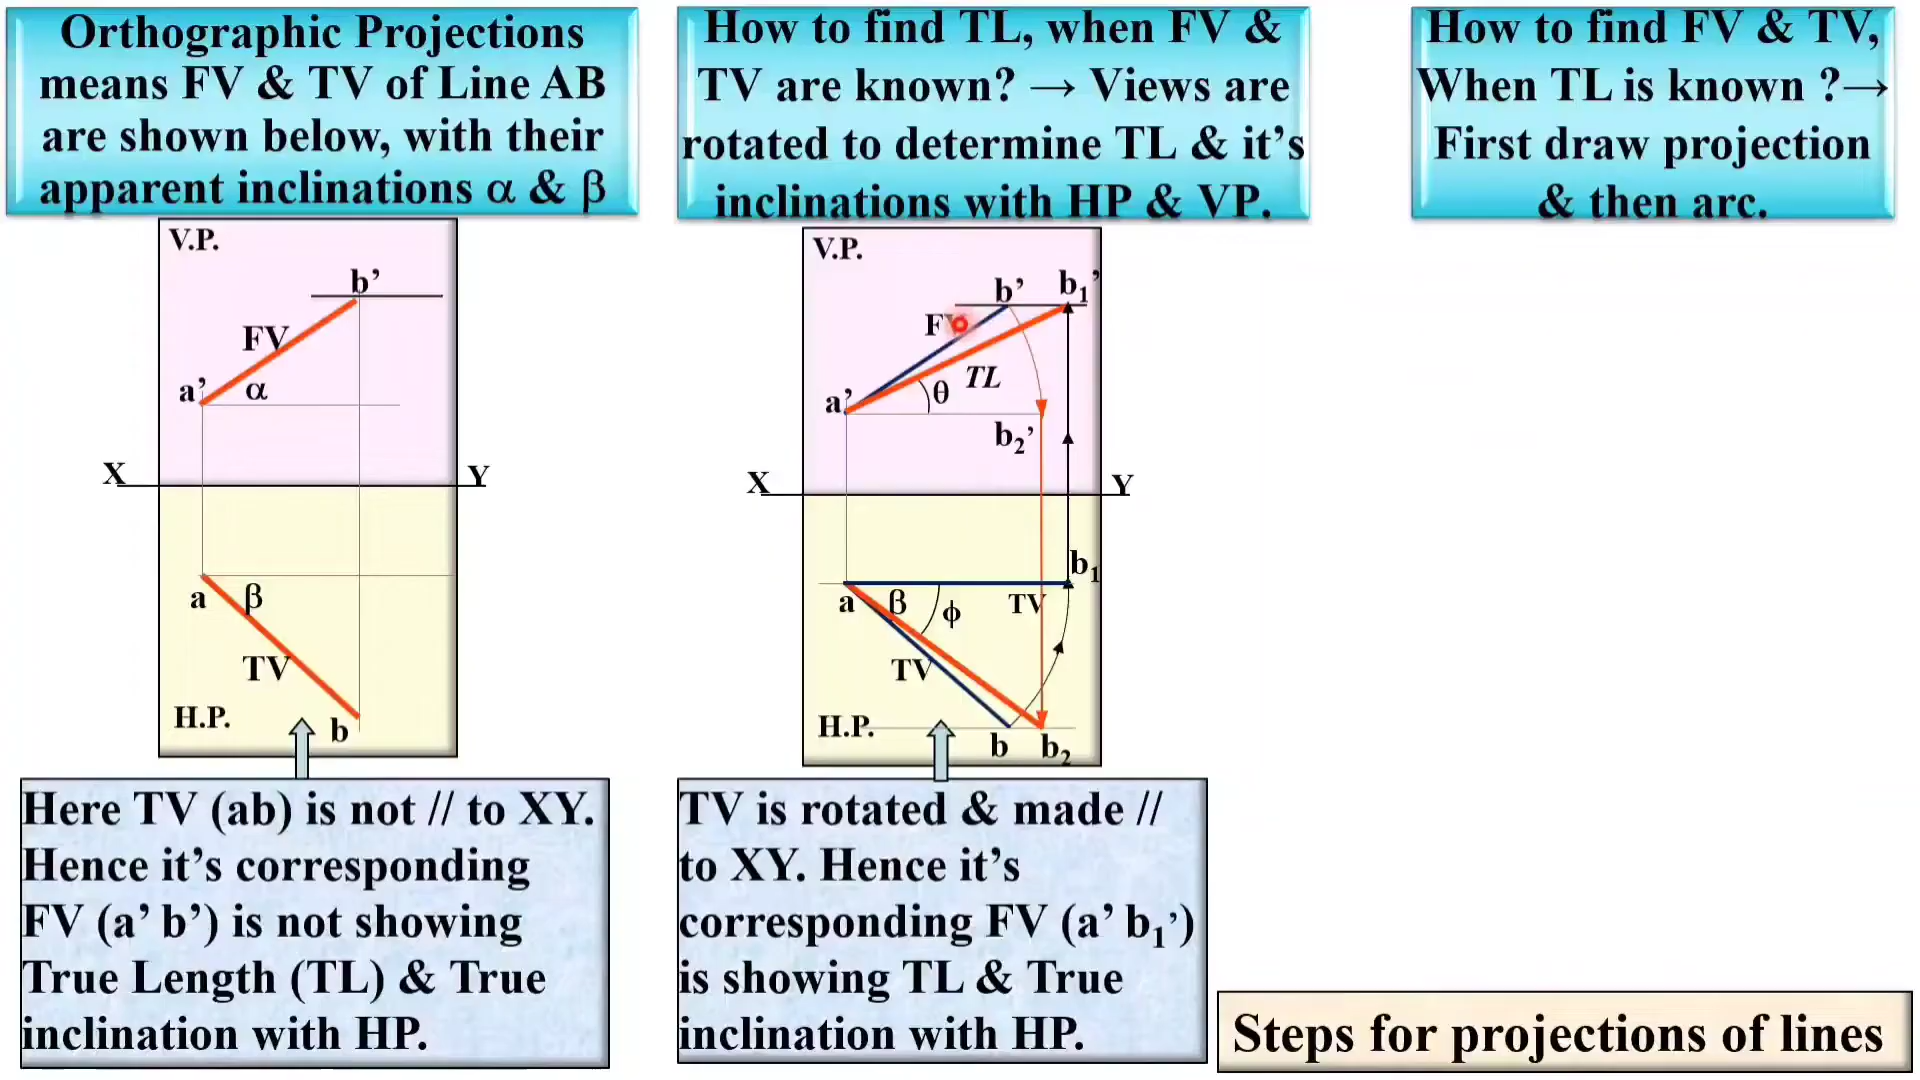 Orthographic Projections
means FV & TV of Line AB
are shown below, with their
apparent inclinations α & β
How to find TL, when FV &
TV are known? → Views are
rotated to determine TL & it's
inclinations with HP & VP.
How to find FV & TV,
When TL is known ?→
First draw projection
& then arc.
V.P.
b’
FV
a’
α
X
Y
a
β
TV
H.P.
b
V.P.
b’
b₁’
TL
θ
a’
b₂’
X
Y
b₁
a
β
ϕ
TV
TV
H.P.
b
b₂
Here TV (ab) is not // to XY.
Hence it’s corresponding
FV (a’ b’) is not showing
True Length (TL) & True
inclination with HP.
TV is rotated & made //
to XY. Hence it’s
corresponding FV (a’ b₁’)
is showing TL & True
inclination with HP.
Steps for projections of lines